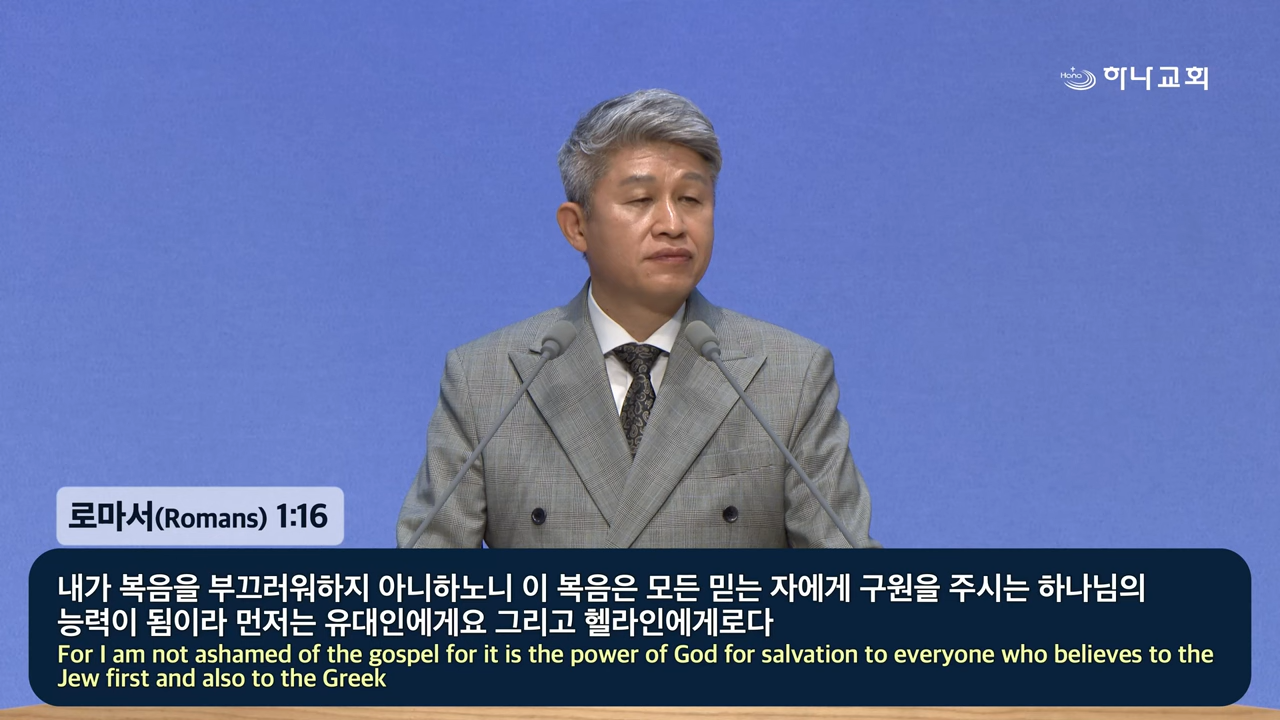 Hana 하나교회
로마서(Romans) 1:16
내가 복음을 부끄러워하지 아니하노니 이 복음은 모든 믿는 자에게 구원을 주시는 하나님의
능력이 됨이라 먼저는 유대인에게요 그리고 헬라인에게로다
For I am not ashamed of the gospel for it is the power of God for salvation to everyone who believes to the
Jew first and also to the Greek